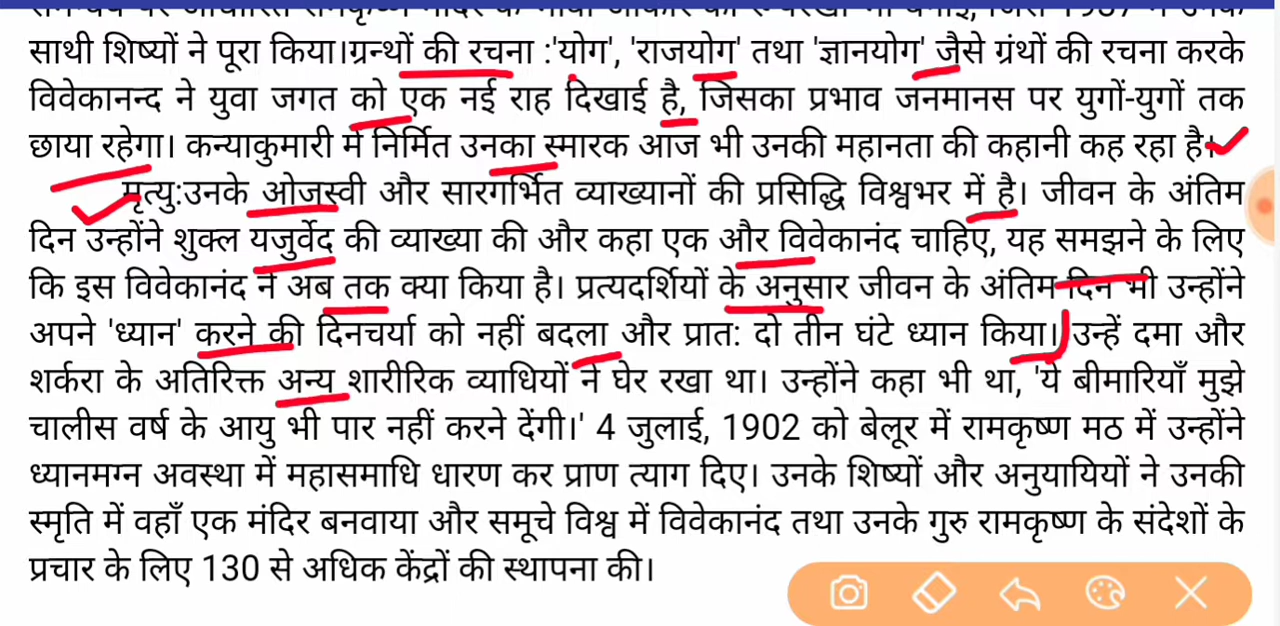 साथी शिष्यों ने पूरा किया।ग्रन्थों की रचना :'योग', 'राजयोग' तथा 'ज्ञानयोग' जैसे ग्रंथों की रचना करके
विवेकानन्द ने युवा जगत को एक नई राह दिखाई है, जिसका प्रभाव जनमानस पर युगों-युगों तक
छाया रहेगा। कन्याकुमारी में निर्मित उनका स्मारक आज भी उनकी महानता की कहानी कह रहा है।
मृत्यु:उनके ओजस्वी और सारगर्भित व्याख्यानों की प्रसिद्धि विश्वभर में है। जीवन के अंतिम
दिन उन्होंने शुक्ल यजुर्वेद की व्याख्या की और कहा एक और विवेकानंद चाहिए, यह समझने के लिए
कि इस विवेकानंद ने अब तक क्या किया है। प्रत्यदर्शियों के अनुसार जीवन के अंतिम दिन भी उन्होंने
अपने 'ध्यान' करने की दिनचर्या को नहीं बदला और प्रात: दो तीन घंटे ध्यान किया। उन्हें दमा और
शर्करा के अतिरिक्त अन्य शारीरिक व्याधियों ने घेर रखा था। उन्होंने कहा भी था, 'ये बीमारियाँ मुझे
चालीस वर्ष के आयु भी पार नहीं करने देंगी।' 4 जुलाई, 1902 को बेलूर में रामकृष्ण मठ में उन्होंने
ध्यानमग्न अवस्था में महासमाधि धारण कर प्राण त्याग दिए। उनके शिष्यों और अनुयायियों ने उनकी
स्मृति में वहाँ एक मंदिर बनवाया और समूचे विश्व में विवेकानंद तथा उनके गुरु रामकृष्ण के संदेशों के
प्रचार के लिए 130 से अधिक केंद्रों की स्थापना की।